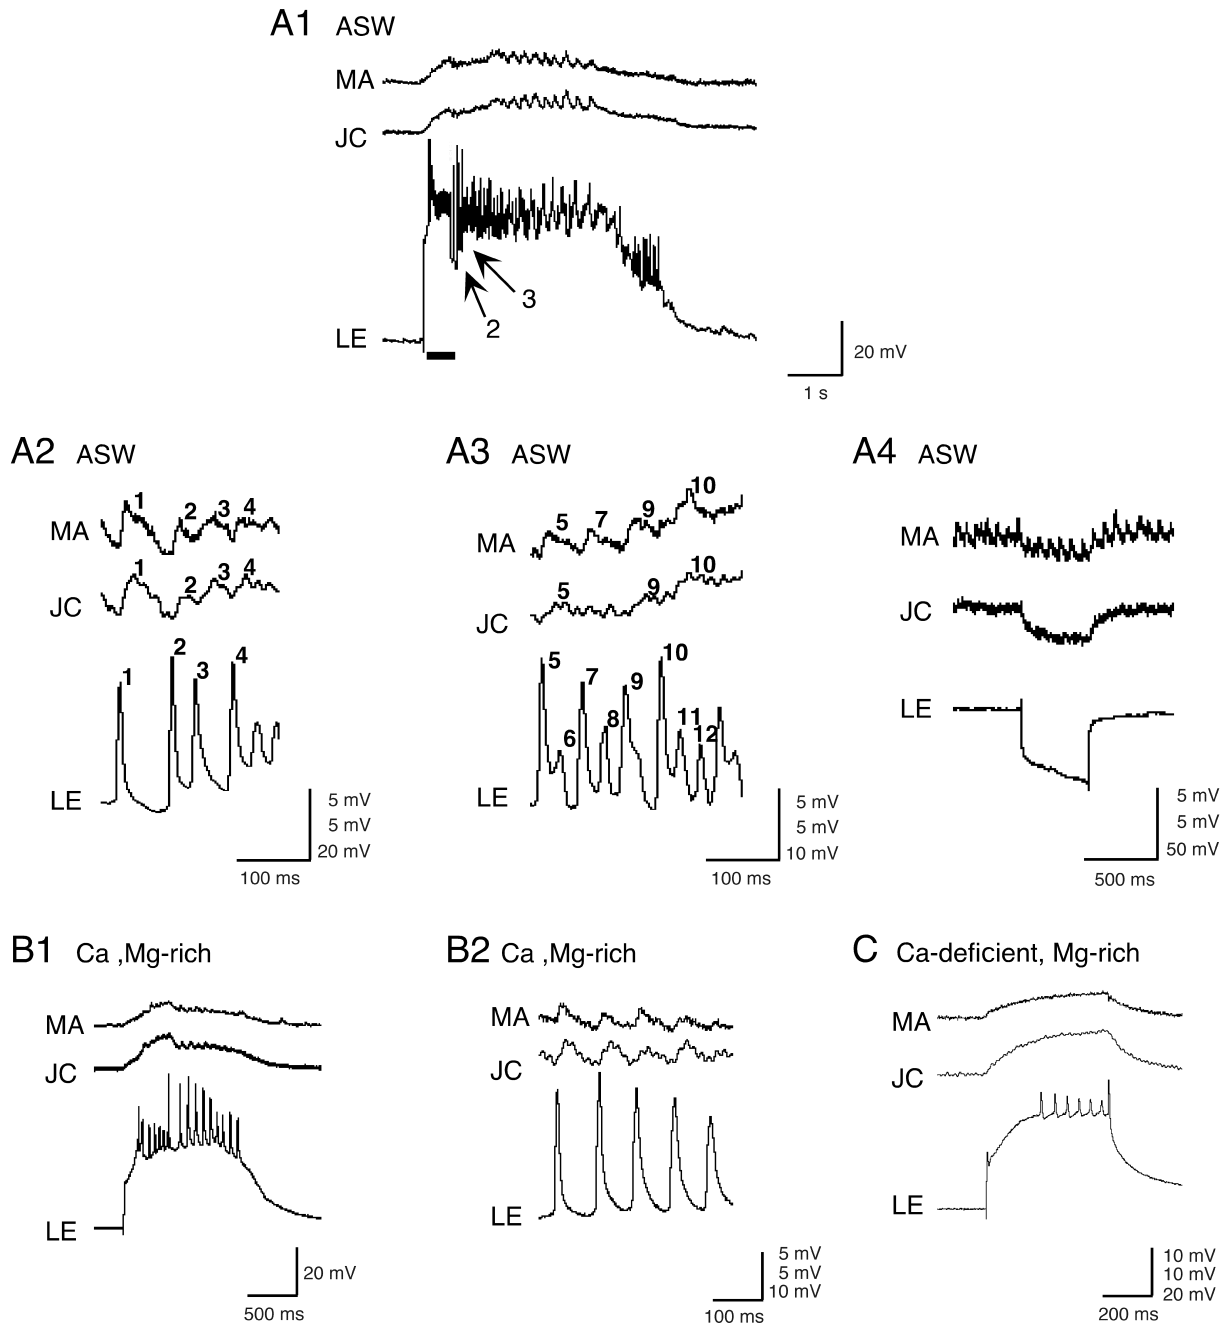 A1 ASW
MA
JC
3
2
LE
20 mV
1 s
A2 ASW
1
2
3
4
MA
1
2
3
4
JC
1
2
3
4
LE
5 mV
5 mV
20 mV
100 ms
A3 ASW
5
7
9
10
MA
5
9
10
JC
5
6
7
8
9
10
11
12
LE
5 mV
5 mV
10 mV
100 ms
A4 ASW
MA
JC
LE
5 mV
5 mV
50 mV
500 ms
B1 Ca ,Mg-rich
MA
JC
LE
20 mV
500 ms
B2 Ca ,Mg-rich
MA
JC
LE
5 mV
5 mV
10 mV
100 ms
C Ca-deficient, Mg-rich
MA
JC
LE
10 mV
10 mV
20 mV
200 ms